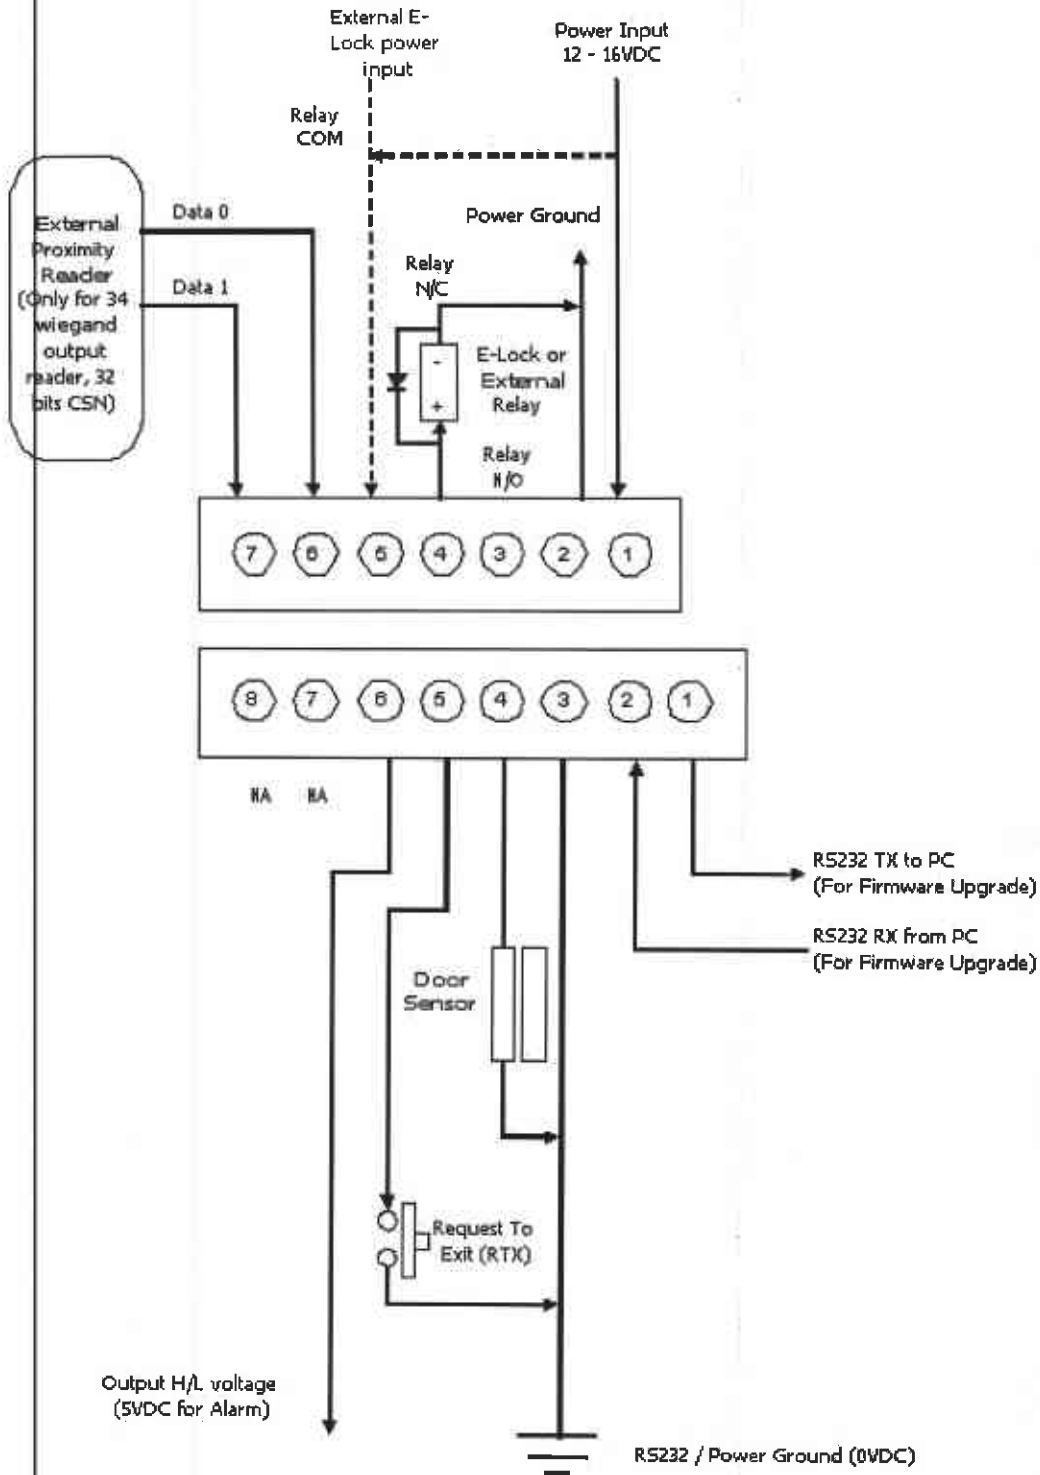 External E-
Lock power
input
Power Input
12 - 16VDC
Relay
COM
External
Proximity
Reader
(Only for 34
wiegand
output
reader, 32
bits CSN)
Data 0
Data 1
Power Ground
Relay
N/C
-
+
E-Lock or
External
Relay
Relay
N/O
7 6 5 4 3 2 1
8 7 6 5 4 3 2 1
NA NA
RS232 TX to PC
(For Firmware Upgrade)
RS232 RX from PC
(For Firmware Upgrade)
Door
Sensor
Request To
Exit (RTX)
Output H/L voltage
(5VDC for Alarm)
RS232 / Power Ground (0VDC)